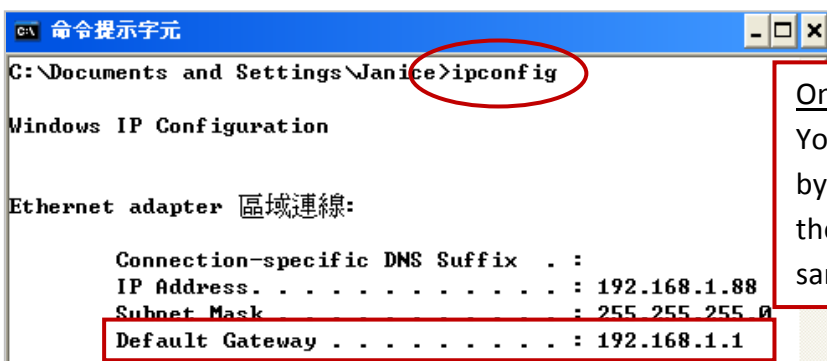 命令提示字元
C:\Documents and Settings\Janice>ipconfig
Windows IP Configuration
Ethernet adapter 區域連線:
Connection-specific DNS Suffix . :
IP Address. . . . . . . . . . . . : 192.168.1.88
Subnet Mask . . . . . . . . . . . : 255.255.255.0
Default Gateway . . . . . . . . . : 192.168.1.1
Yo
by